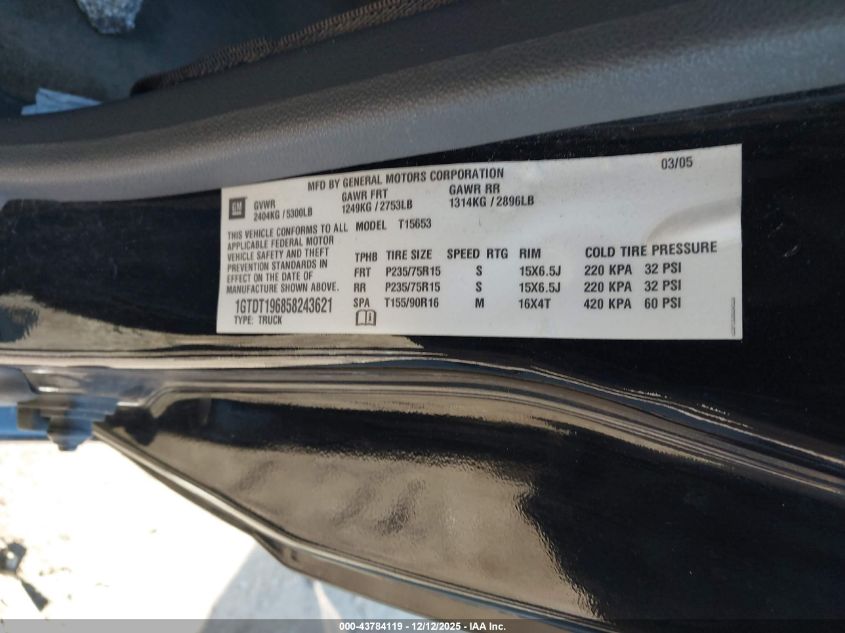 03/05
MFD BY GENERAL MOTORS CORPORATION
GM
GVWR GAWR FRT GAWR RR
2404KG / 5300LB 1249KG / 2753LB 1314KG / 2896LB
THIS VEHICLE CONFORMS TO ALL
APPLICABLE FEDERAL MOTOR
VEHICLE SAFETY AND THEFT
PREVENTION STANDARDS IN
EFFECT ON THE DATE OF
MANUFACTURE SHOWN ABOVE.
1GTDT196858243621
TYPE: TRUCK
MODEL T15653
TPHB TIRE SIZE SPEED RTG RIM COLD TIRE PRESSURE
FRT P235/75R15 S 15X6.5J 220 KPA 32 PSI
RR P235/75R15 S 15X6.5J 220 KPA 32 PSI
SPA T155/90R16 M 16X4T 420 KPA 60 PSI
000-43784119 - 12/12/2025 - IAA Inc.